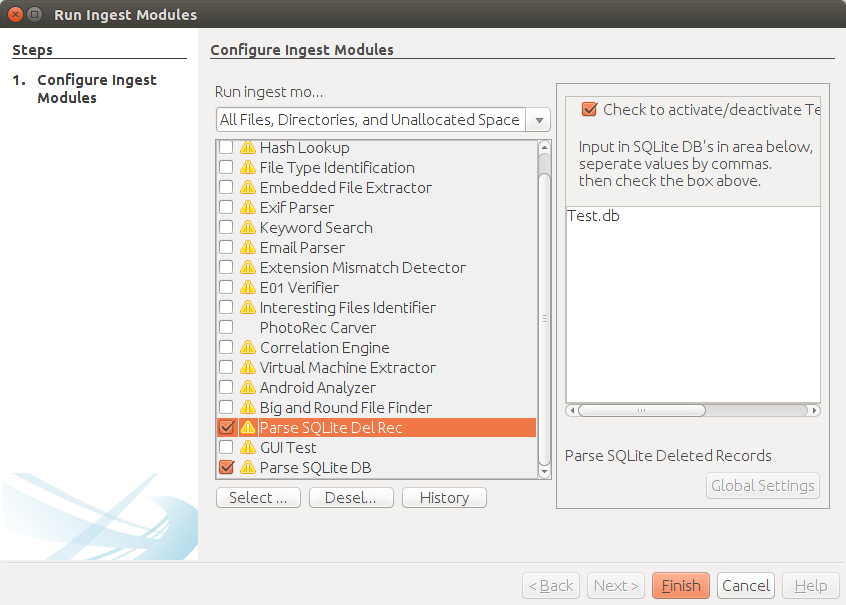 Run Ingest Modules
Steps
1. Configure Ingest
Modules
Configure Ingest Modules
Run ingest mo...
All Files, Directories, and Unallocated Space
Hash Lookup
File Type Identification
Embedded File Extractor
Exif Parser
Keyword Search
Email Parser
Extension Mismatch Detector
E01 Verifier
Interesting Files Identifier
PhotoRec Carver
Correlation Engine
Virtual Machine Extractor
Android Analyzer
Big and Round File Finder
Parse SQLite Del Rec
GUI Test
Parse SQLite DB
Select ...
Desel...
History
Check to activate/deactivate Te
Input in SQLite DB's in area below,
seperate values by commas.
then check the box above.
Test.db
Parse SQLite Deleted Records
Global Settings
< Back
Next >
Finish
Cancel
Help